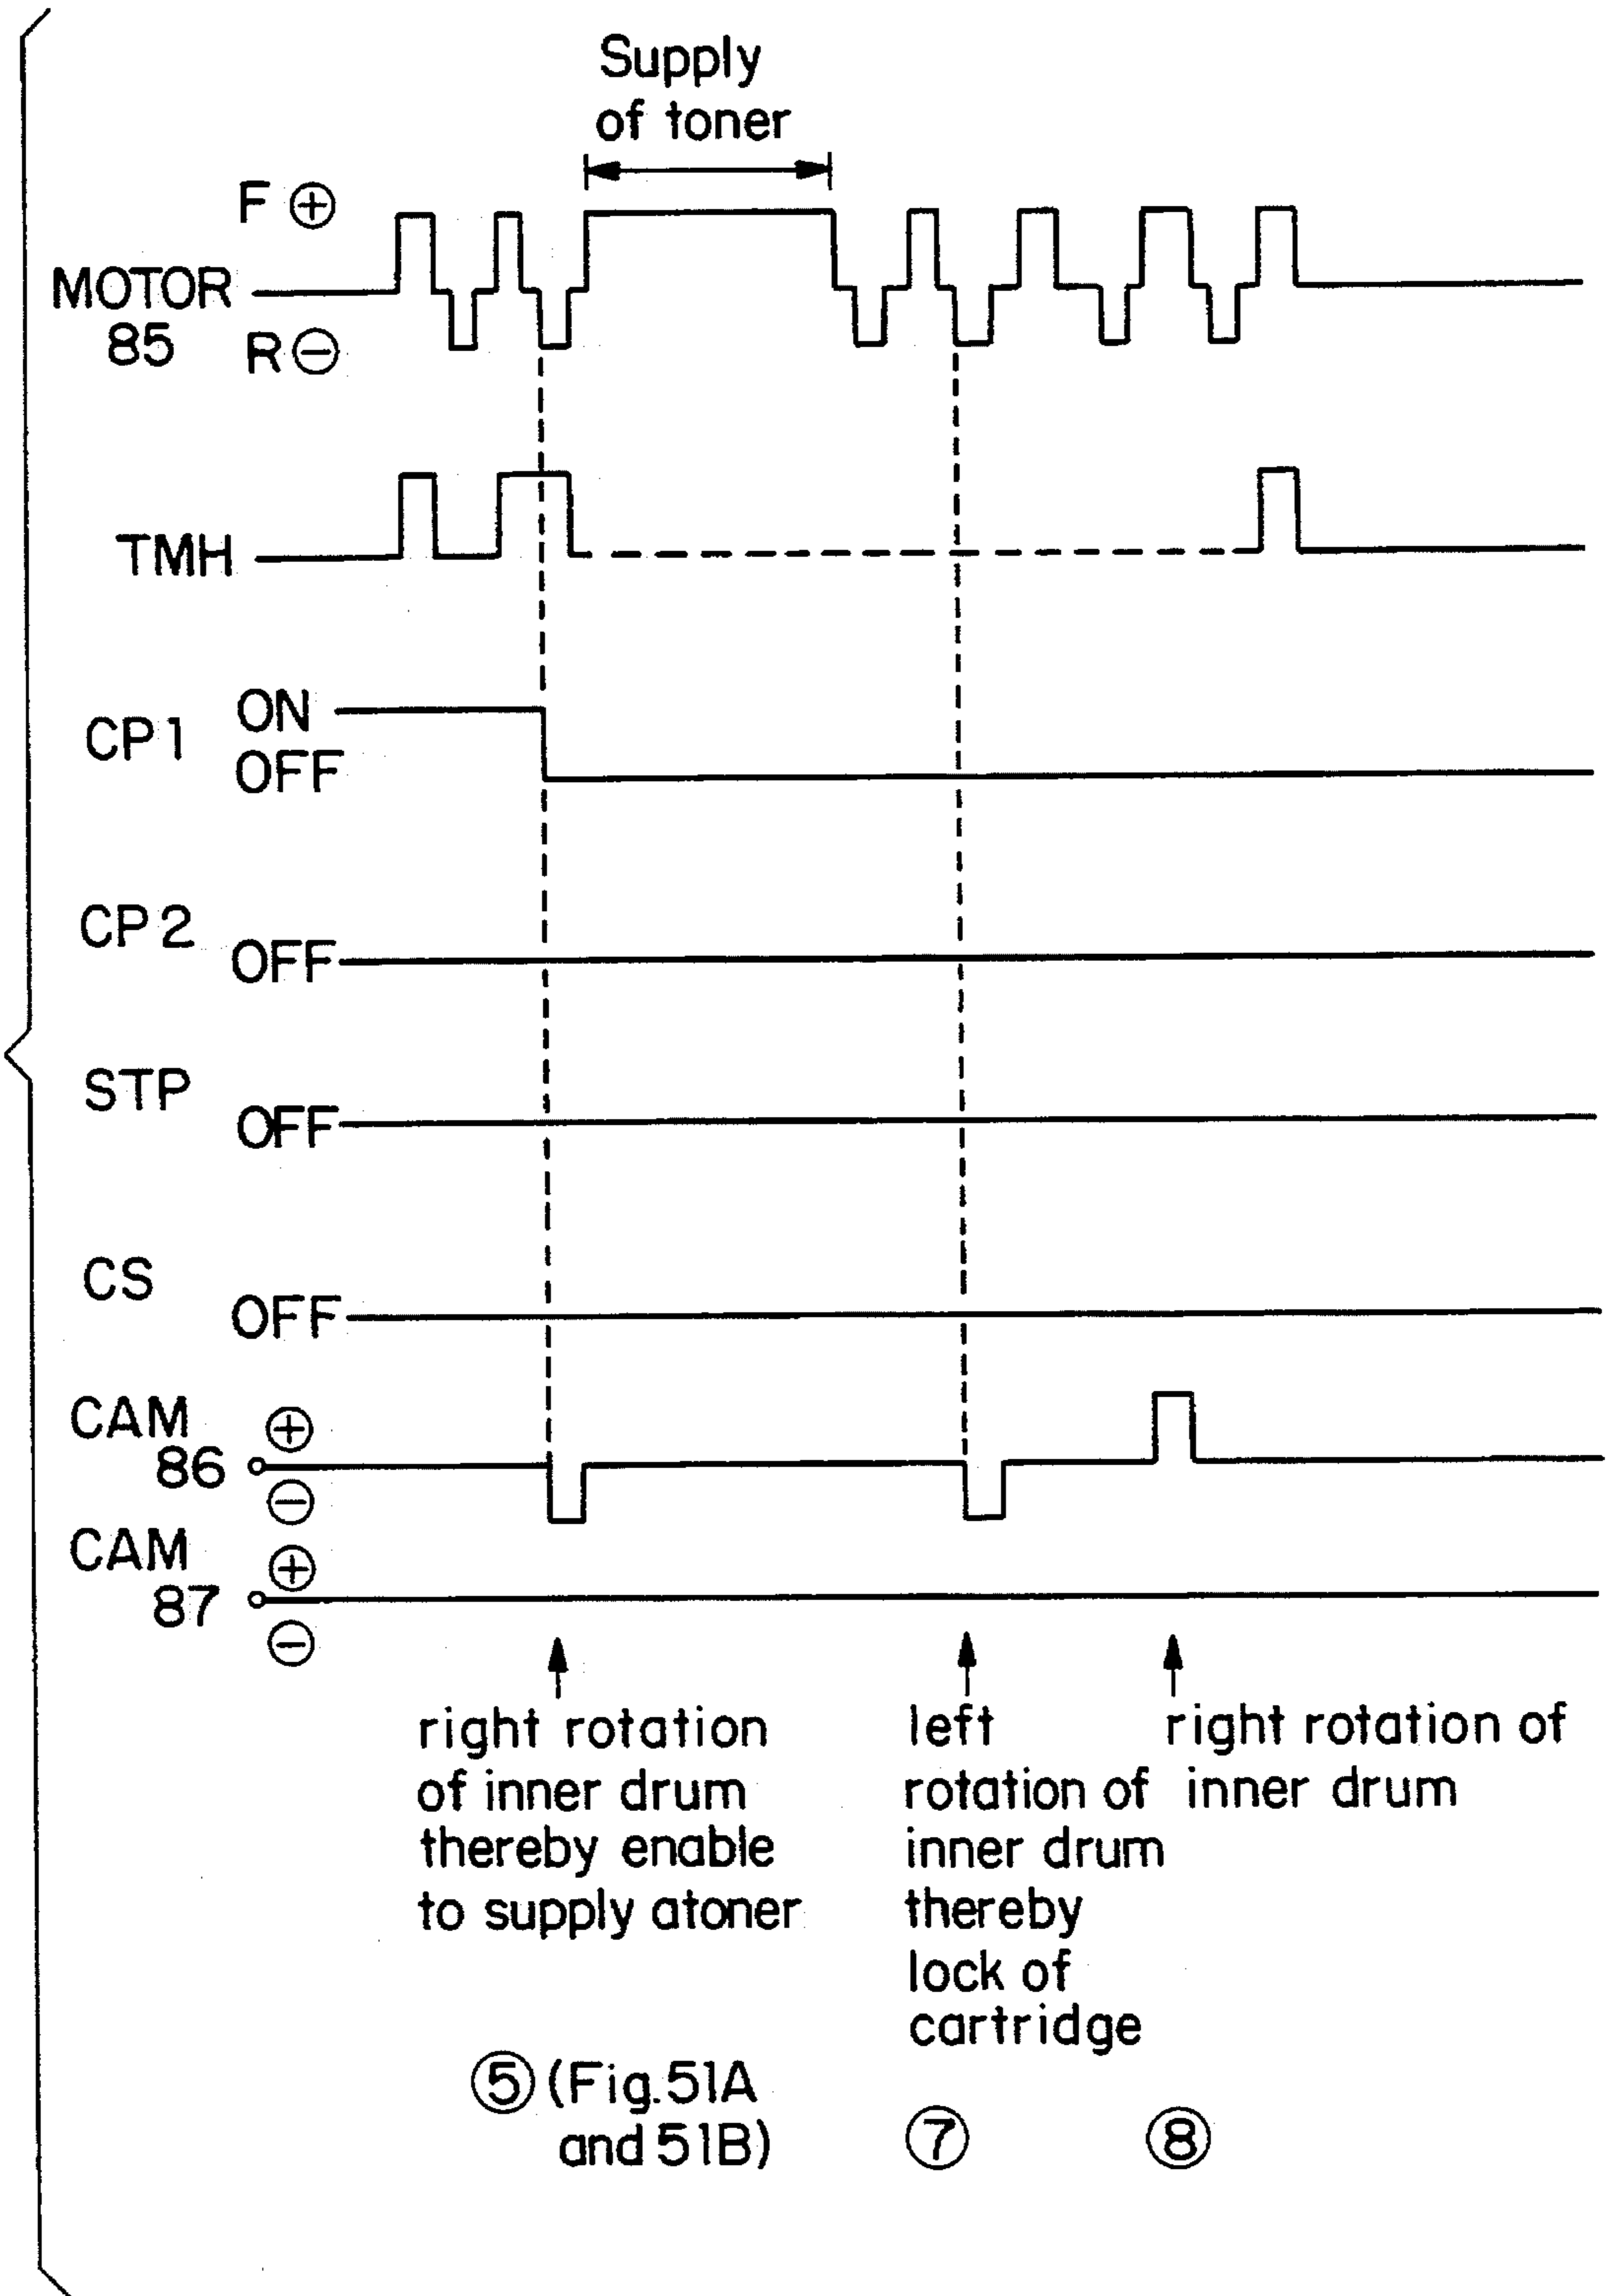 Supply
of toner
F ⊕
MOTOR
85
R ⊖
TMH
CP1
ON
OFF
CP2
OFF
STP
OFF
CS
OFF
CAM
86
⊕
⊖
CAM
87
⊕
⊖
right rotation
of inner drum
thereby enable
to supply atoner
left
rotation of
inner drum
thereby
lock of
cartridge
right rotation of
inner drum
⑤ (Fig.51A
and 51B)
⑦
⑧